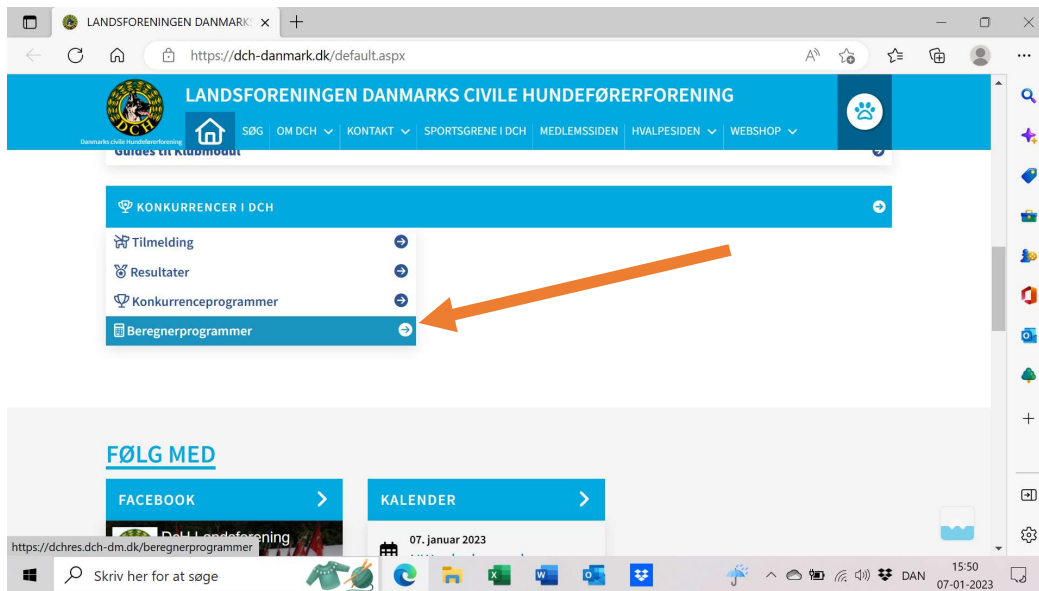 LANDSFORENINGEN DANMARKS
https://dch-danmark.dk/default.aspx
LANDSFORENINGEN DANMARKS CIVILE HUNDEFØRERFORENING
DCH
Danmarks civile Hundeførerforening
SØG OM DCH KONTAKT SPORTSGRENE I DCH MEDLEMSSIDEN HVALPESIDEN WEBSHOP
Guides til Klubmodul
KONKURRENCER I DCH
Tilmelding
Resultater
Konkurrenceprogrammer
Beregnerprogrammer
FØLG MED
FACEBOOK KALENDER
DcH Landsforening
07. januar 2023
https://dchres.dch-dm.dk/beregnerprogrammer
Skriv her for at søge
DAN
15:50
07-01-2023